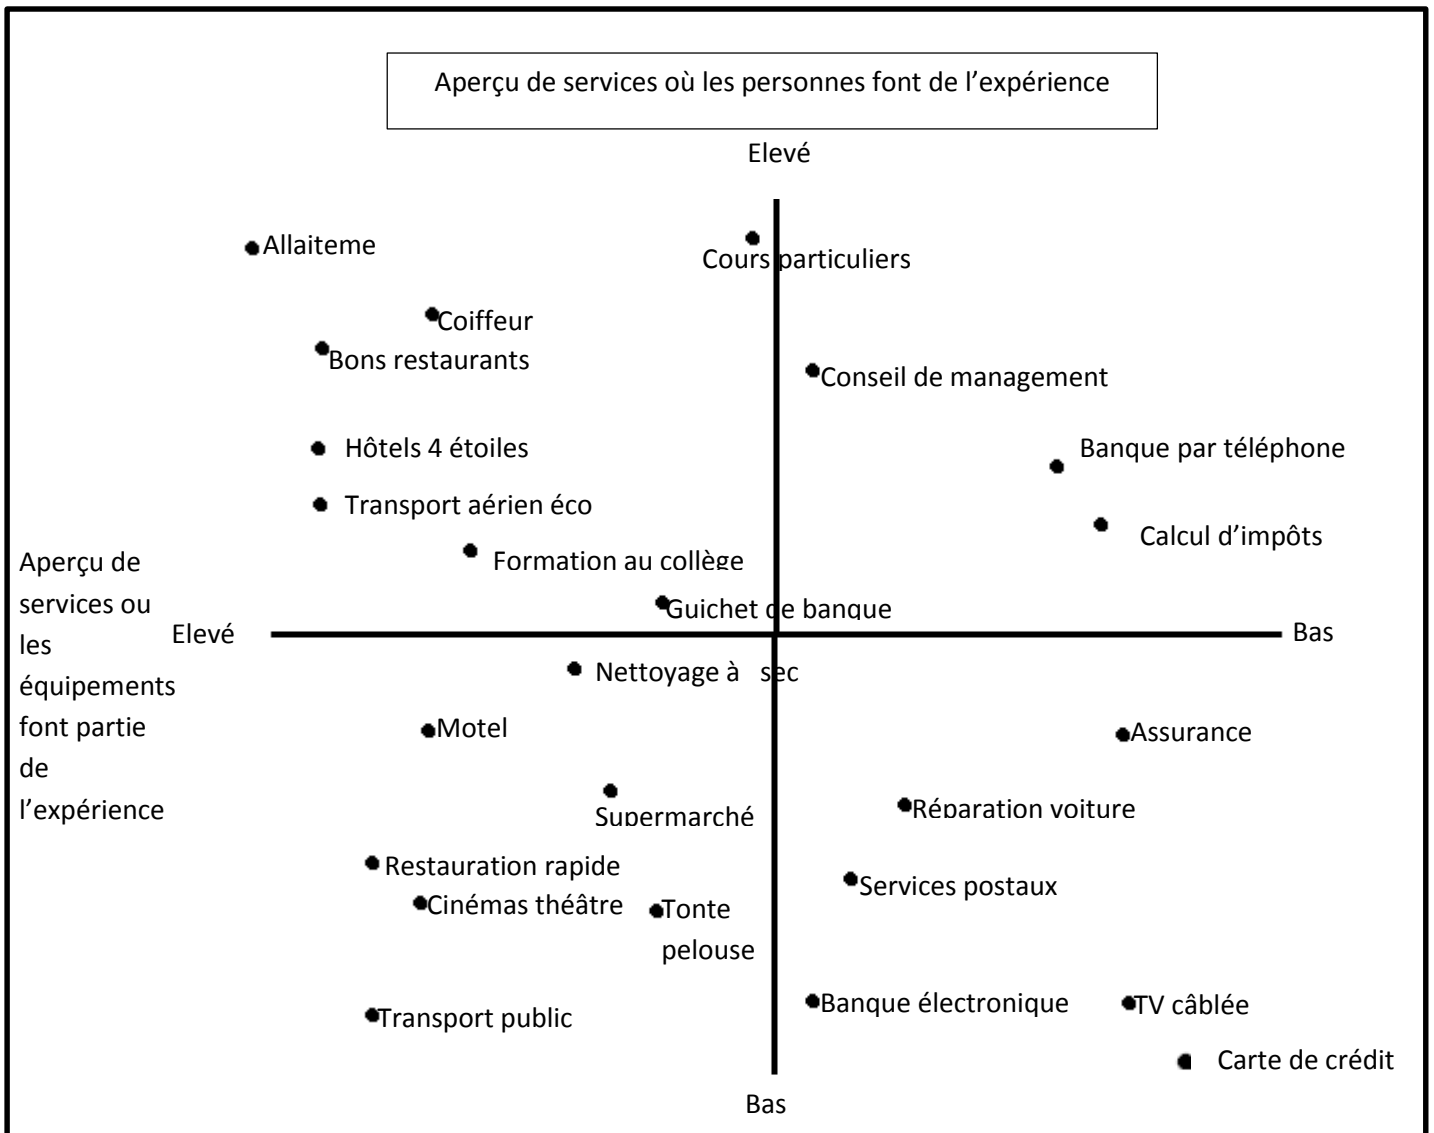 Aperçu de services où les personnes font de l’expérience
Elevé
Allaiteme
Cours particuliers
Coiffeur
Bons restaurants
Conseil de management
Hôtels 4 étoiles
Banque par téléphone
Transport aérien éco
Calcul d’impôts
Formation au collège
Guichet de banque
Aperçu de
services ou
les
équipements
font partie
de
l’expérience
Elevé
Bas
Nettoyage à sec
Motel
Assurance
Supermarché
Réparation voiture
Restauration rapide
Services postaux
Cinémas théâtre
Tonte
pelouse
Banque électronique
TV câblée
Transport public
Carte de crédit
Bas